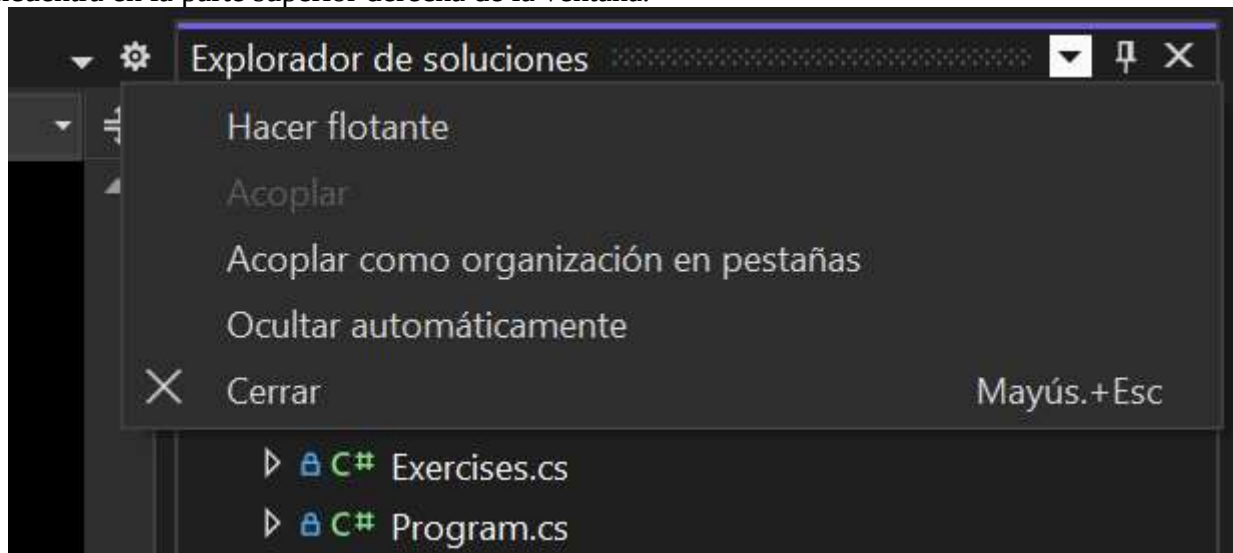 Explorador de soluciones
Hacer flotante
Acoplar
Acoplar como organización en pestañas
Ocultar automáticamente
Cerrar Mayús.+Esc
C# Exercises.cs
C# Program.cs